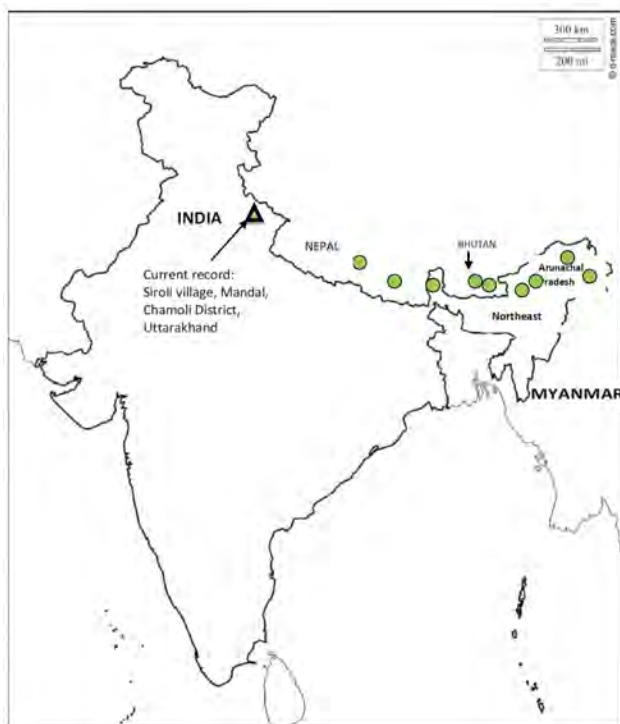 300 km
200 mi
© d-maps.com
INDIA
NEPAL
BHUTAN
Current record:
Siroli village, Mandal,
Chamoli District,
Uttarakhand
Arunachal
Pradesh
Northeast
MYANMAR